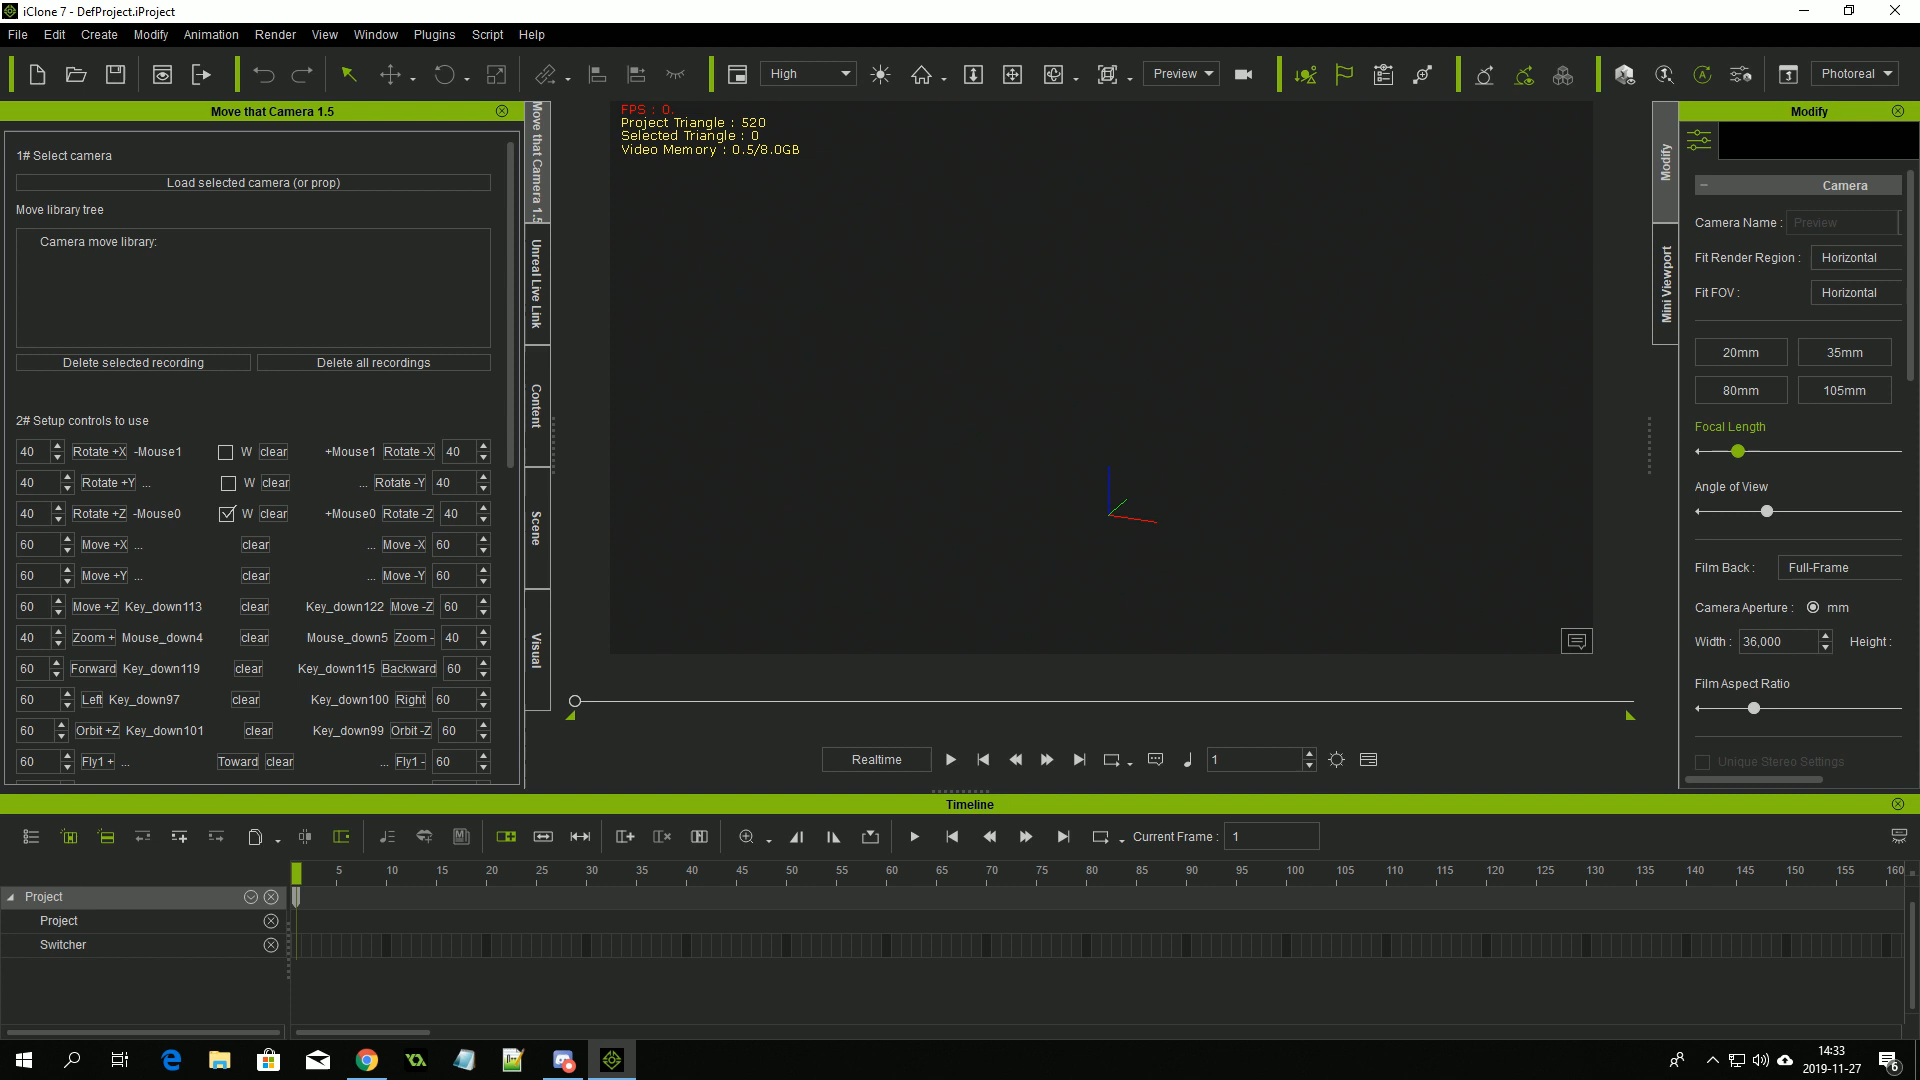 iClone 7 - DefProject.iProject
File Edit Create Modify Animation Render View Window Plugins Script Help
High Preview Photoreal
Move that Camera 1.5
1# Select camera
Load selected camera (or prop)
Move library tree
Camera move library:
Delete selected recording Delete all recordings
2# Setup controls to use
40 Rotate +X -Mouse1 W clear +Mouse1 Rotate -X 40
40 Rotate +Y ... W clear ... Rotate -Y 40
40 Rotate +Z -Mouse0 W clear +Mouse0 Rotate -Z 40
60 Move +X ... clear ... Move -X 60
60 Move +Y ... clear ... Move -Y 60
60 Move +Z Key_down113 clear Key_down122 Move -Z 60
40 Zoom + Mouse_down4 clear Mouse_down5 Zoom - 40
60 Forward Key_down119 clear Key_down115 Backward 60
60 Left Key_down97 clear Key_down100 Right 60
60 Orbit +Z Key_down101 clear Key_down99 Orbit -Z 60
60 Fly1 + ... Toward clear ... Fly1 - 60
Move that Camera 1.5
Unreal Live Link
Content
Scene
Visual
FPS : 0.
Project Triangle : 520
Selected Triangle : 0
Video Memory : 0.5/8.0GB
Realtime 1
Modify
Mini Viewport
Modify
Camera
Camera Name : Preview
Fit Render Region : Horizontal
Fit FOV : Horizontal
20mm 35mm
80mm 105mm
Focal Length
Angle of View
Film Back : Full-Frame
Camera Aperture : mm
Width : 36,000 Height :
Film Aspect Ratio
Unique Stereo Settings
Timeline
Current Frame : 1
5 10 15 20 25 30 35 40 45 50 55 60 65 70 75 80 85 90 95 100 105 110 115 120 125 130 135 140 145 150 155 160
Project
Project
Switcher
14:33
2019-11-27
6